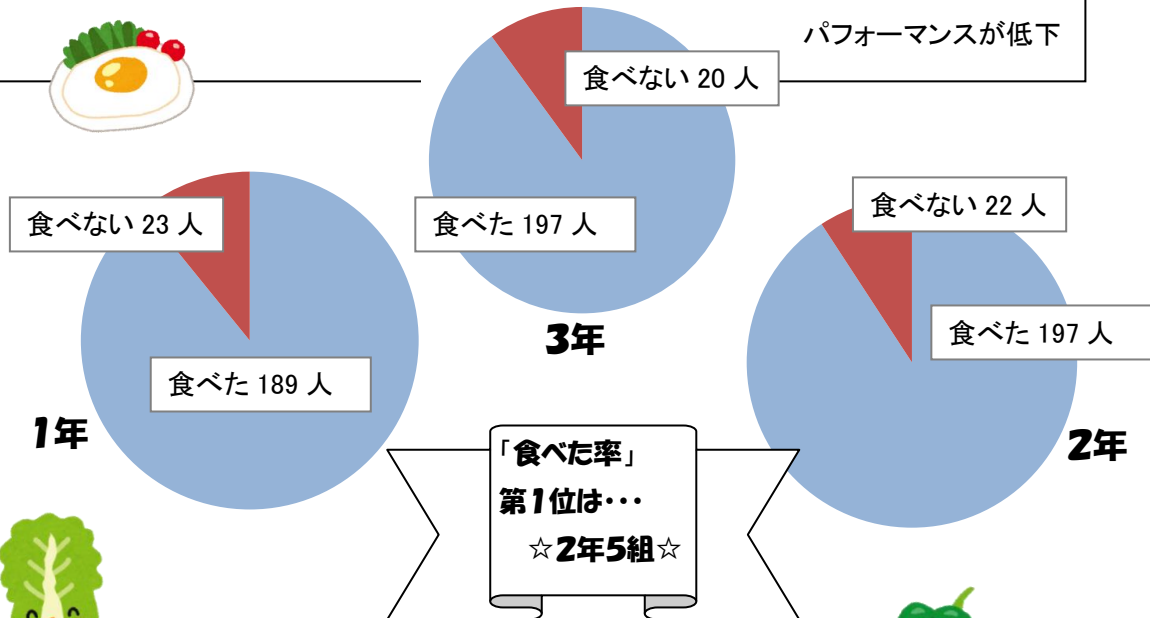 パフォーマンスが低下
食べない 20 人
食べた 197 人
3年
食べない 23 人
食べた 189 人
1年
食べない 22 人
食べた 197 人
2年
「食べた率」
第1位は・・・
☆2年5組☆